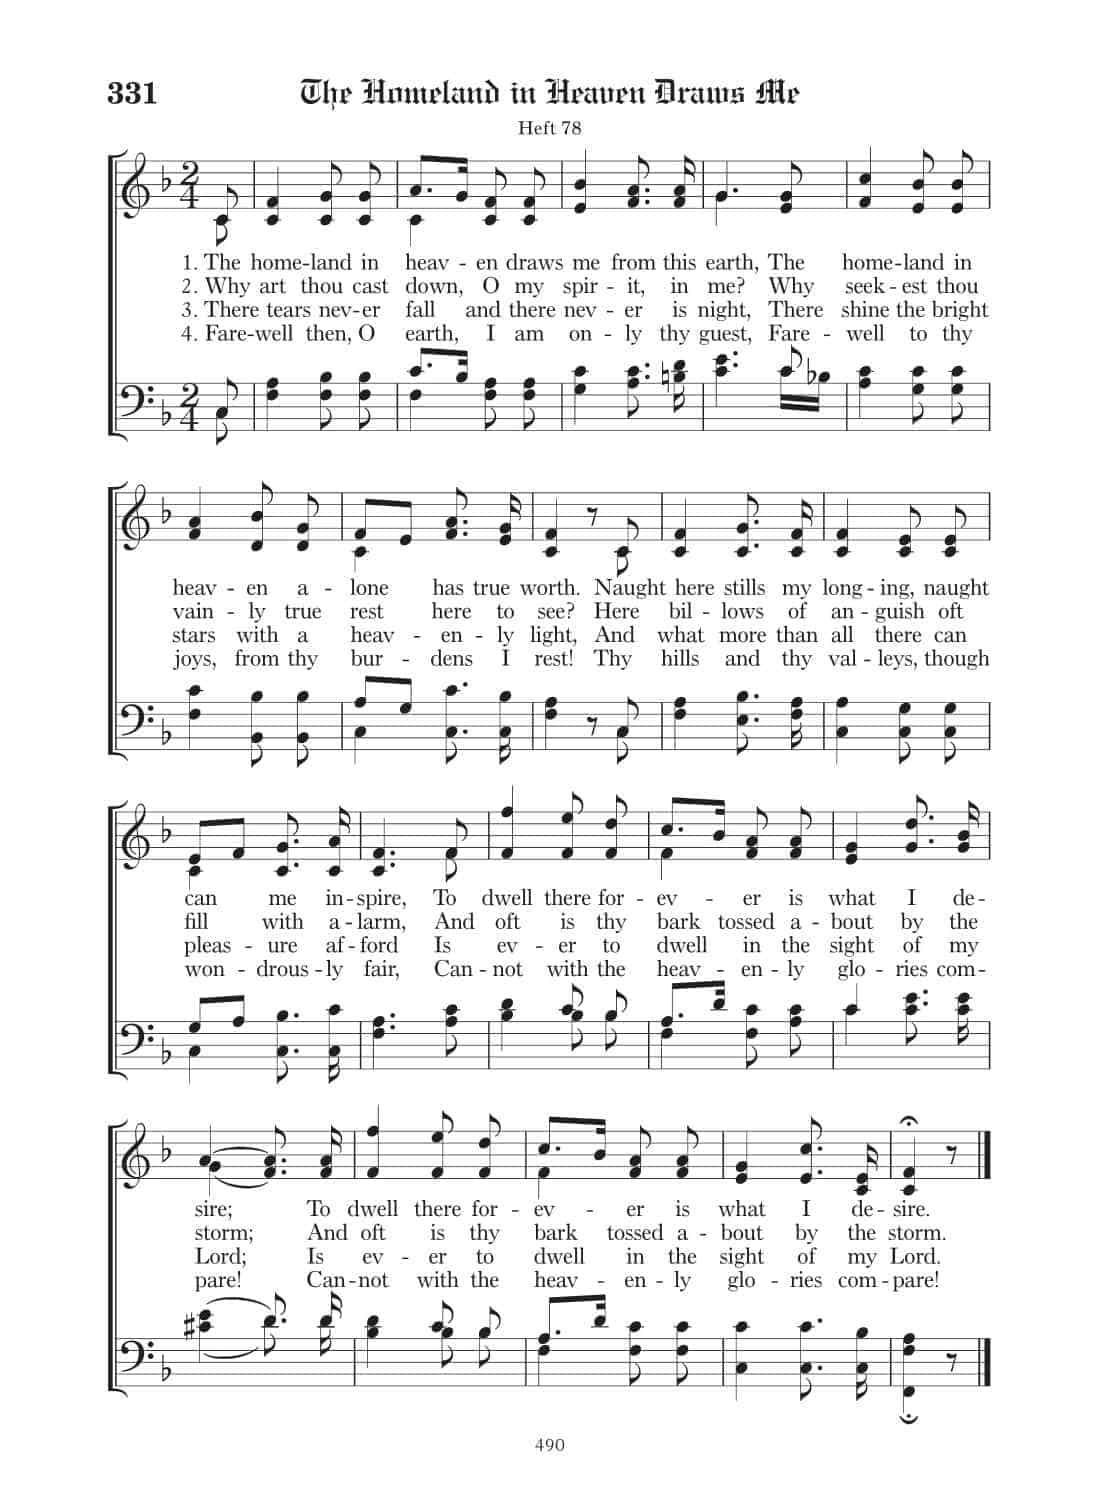 331 The Homeland in Heaven Draws Me
Heft 78
1. The home-land in heav - en draws me from this earth, The home-land in
2. Why art thou cast down, O my spir - it, in me? Why seek - est thou
3. There tears nev-er fall and there nev - er is night, There shine the bright
4. Fare-well then, O earth, I am on - ly thy guest, Fare - well to thy
heav - en a - lone has true worth. Naught here stills my long - ing, naught
vain - ly true rest here to see? Here bil - lows of an - guish oft
stars with a heav - en - ly light, And what more than all there can
joys, from thy bur - dens I rest! Thy hills and thy val - leys, though
can me in - spire, To dwell there for - ev - er is what I de -
fill with a - larm, And oft is thy bark tossed a - bout by the
pleas - ure af - ford Is ev - er to dwell in the sight of my
won - drous - ly fair, Can - not with the heav - en - ly glo - ries com -
sire; To dwell there for - ev - er is what I de - sire.
storm; And oft is thy bark tossed a - bout by the storm.
Lord; Is ev - er to dwell in the sight of my Lord.
pare! Can - not with the heav - en - ly glo - ries com - pare!
490